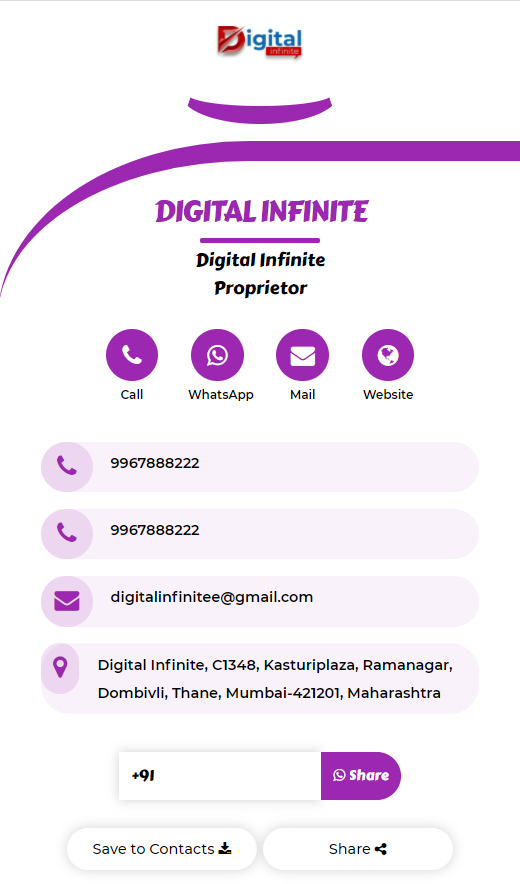 Digital
infinite
DIGITAL INFINITE
Digital Infinite
Proprietor
Call WhatsApp Mail Website
9967888222
9967888222
digitalinfinitee@gmail.com
Digital Infinite, C1348, Kasturiplaza, Ramanagar,
Dombivli, Thane, Mumbai-421201, Maharashtra
+91 Share
Save to Contacts Share